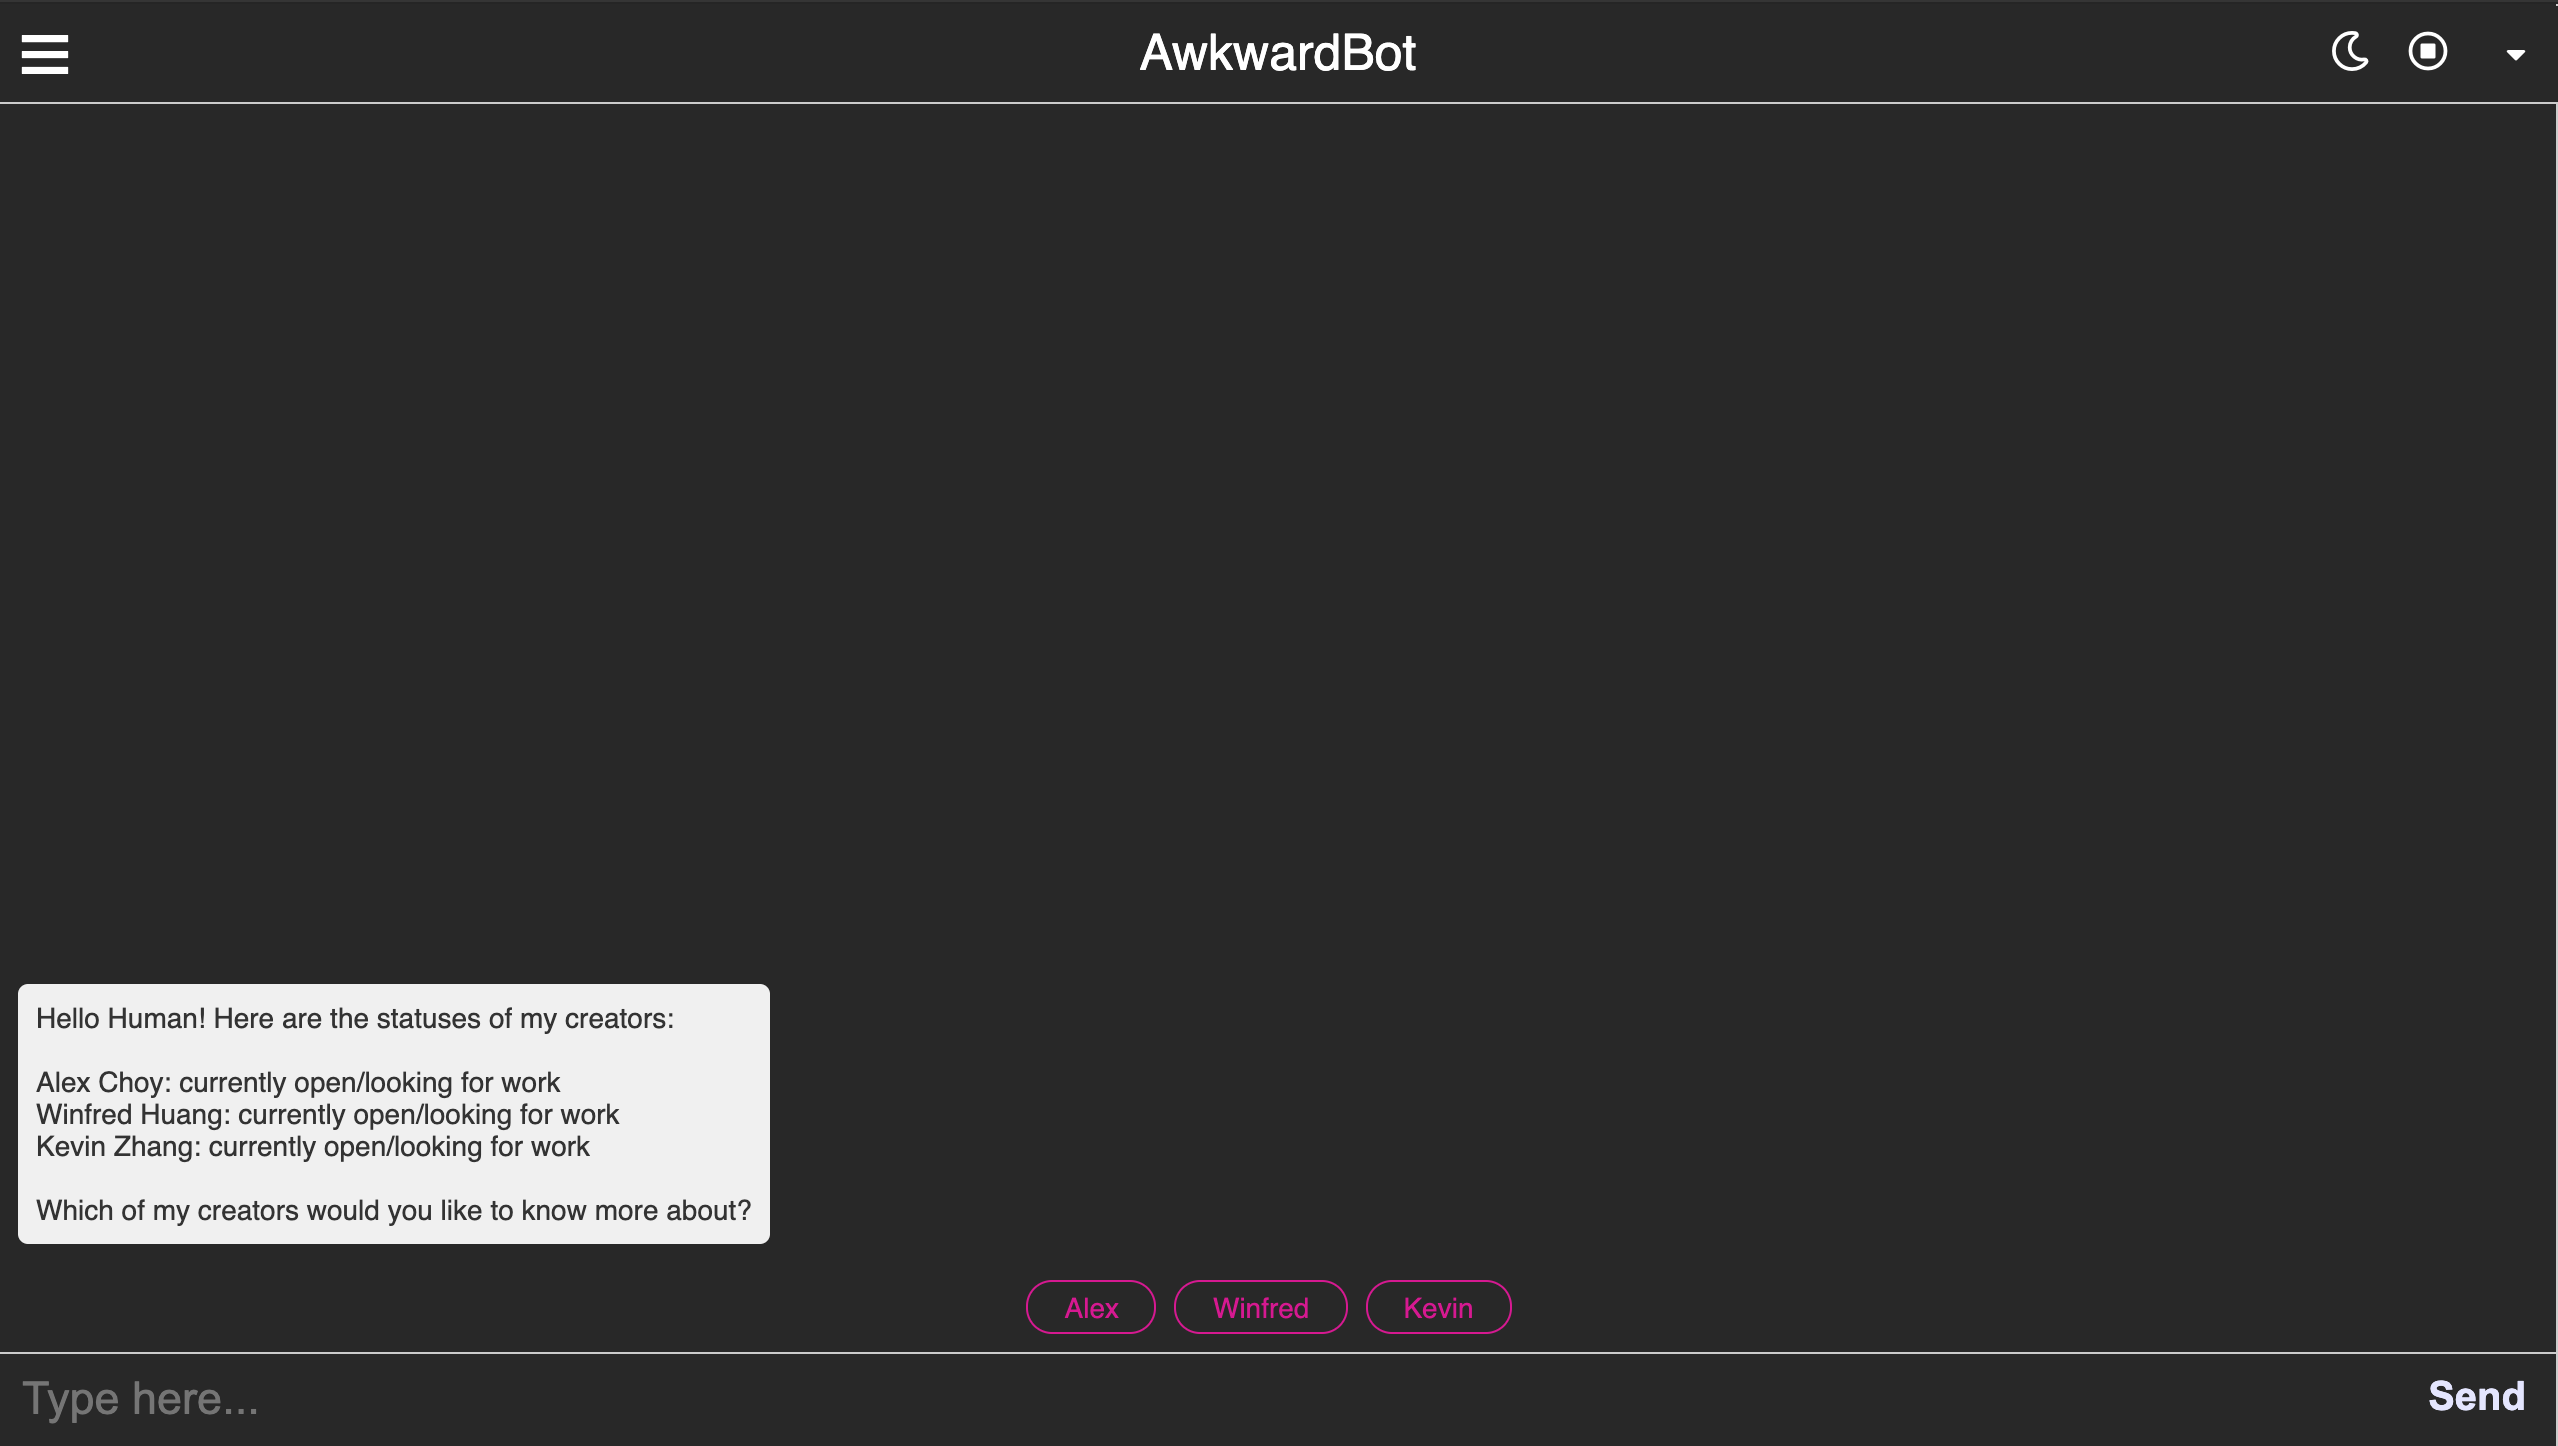 AwkwardBot
Hello Human! Here are the statuses of my creators:
Alex Choy: currently open/looking for work
Winfred Huang: currently open/looking for work
Kevin Zhang: currently open/looking for work
Which of my creators would you like to know more about?
Alex
Winfred
Kevin
Type here...
Send